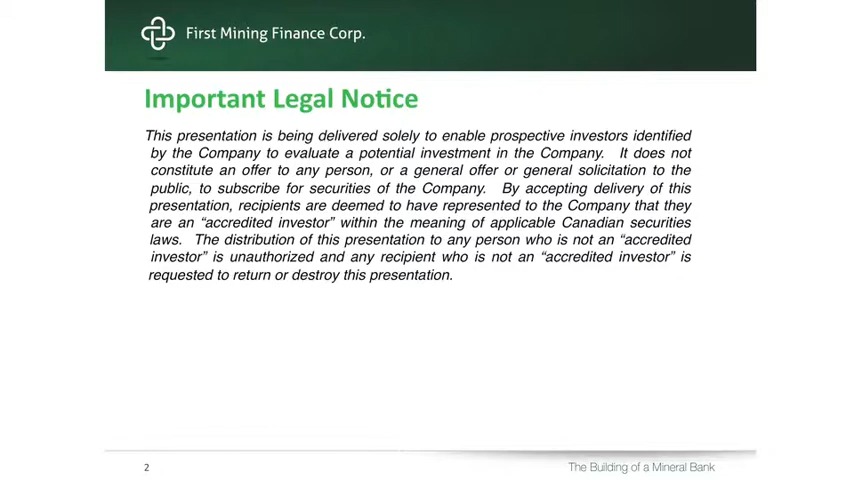 First Mining Finance Corp.
Important Legal Notice
This presentation is being delivered solely to enable prospective investors identified
by the Company to evaluate a potential investment in the Company. It does not
constitute an offer to any person, or a general offer or general solicitation to the
public, to subscribe for securities of the Company. By accepting delivery of this
presentation, recipients are deemed to have represented to the Company that they
are an “accredited investor” within the meaning of applicable Canadian securities
laws. The distribution of this presentation to any person who is not an “accredited
investor” is unauthorized and any recipient who is not an “accredited investor” is
requested to return or destroy this presentation.
2
The Building of a Mineral Bank